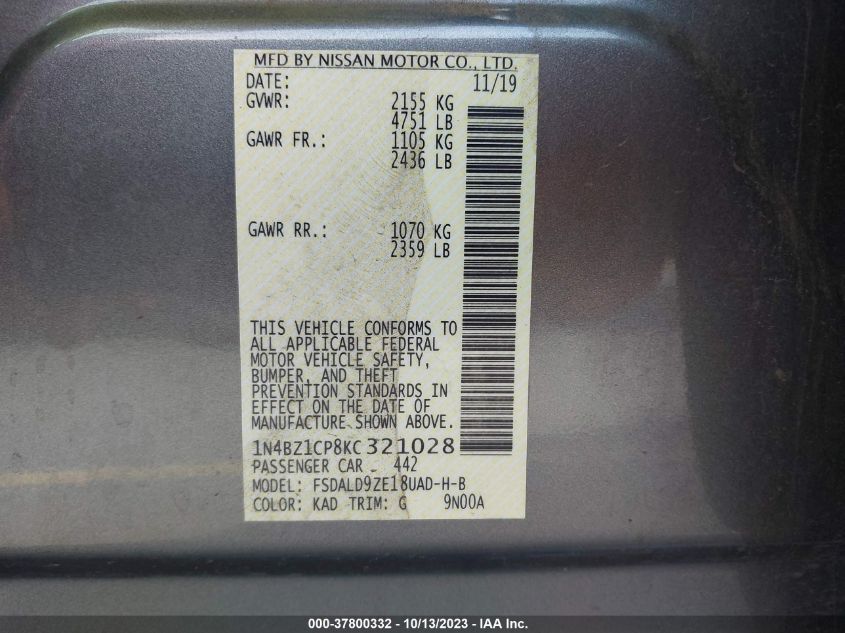 MFD BY NISSAN MOTOR CO., LTD.
DATE: 11/19
GVWR: 2155 KG
4751 LB
GAWR FR.: 1105 KG
2436 LB
GAWR RR.: 1070 KG
2359 LB
THIS VEHICLE CONFORMS TO
ALL APPLICABLE FEDERAL
MOTOR VEHICLE SAFETY,
BUMPER, AND THEFT
PREVENTION STANDARDS IN
EFFECT ON THE DATE OF
MANUFACTURE SHOWN ABOVE.
1N4BZ1CP8KC321028
PASSENGER CAR 442
MODEL: FSDALD9ZE18UAD-H-B
COLOR: KAD TRIM: G 9N00A
000-37800332 - 10/13/2023 - IAA Inc.